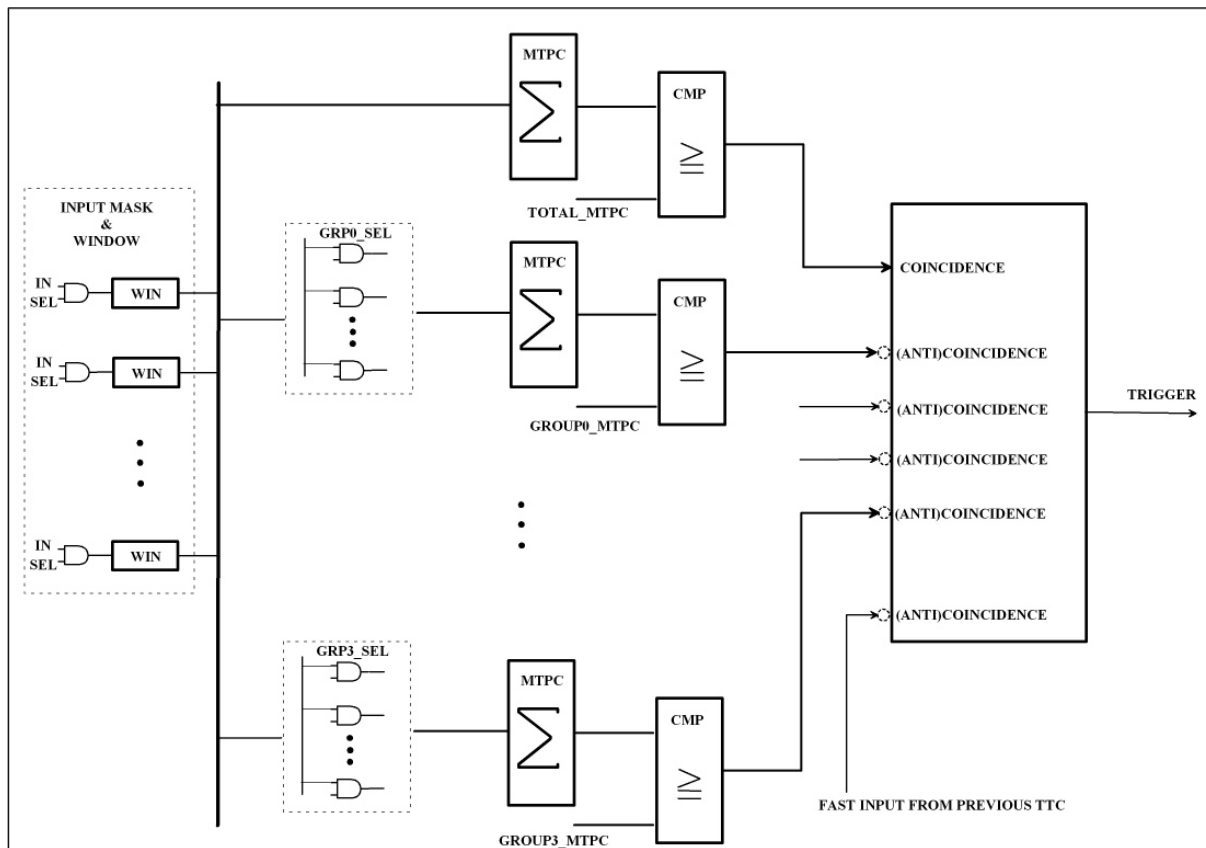 MTPC
CMP
TOTAL_MTPC
INPUT MASK
&
WINDOW
IN
SEL
WIN
IN
SEL
WIN
IN
SEL
WIN
GRP0_SEL
MTPC
CMP
GROUP0_MTPC
GRP3_SEL
MTPC
CMP
GROUP3_MTPC
COINCIDENCE
(ANTI)COINCIDENCE
(ANTI)COINCIDENCE
(ANTI)COINCIDENCE
(ANTI)COINCIDENCE
(ANTI)COINCIDENCE
TRIGGER
FAST INPUT FROM PREVIOUS TTC